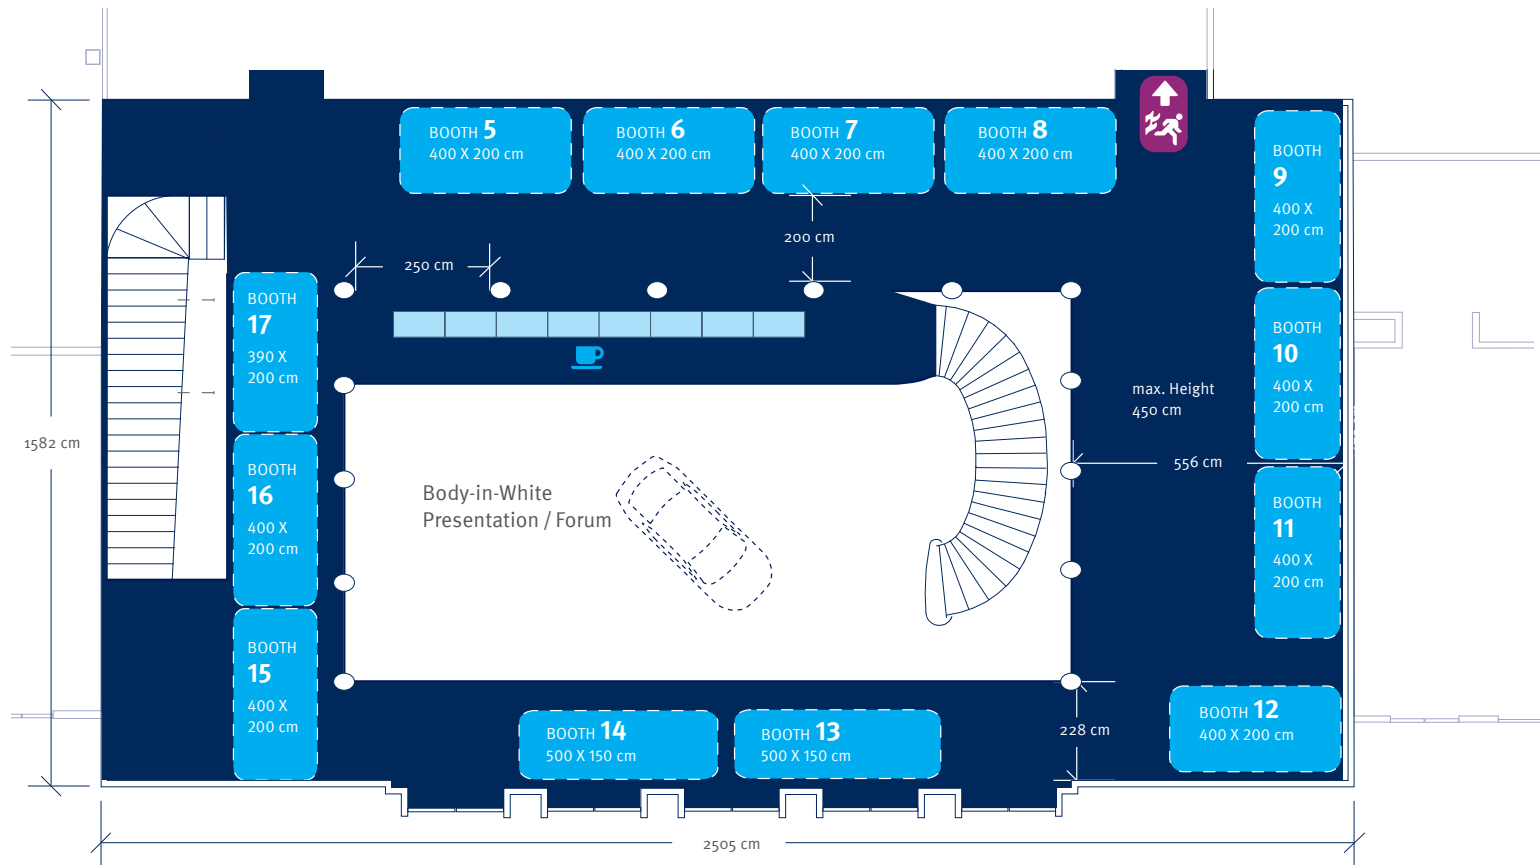 BOOTH 5
400 X 200 cm
BOOTH 6
400 X 200 cm
BOOTH 7
400 X 200 cm
BOOTH 8
400 X 200 cm
BOOTH
9
400 X
200 cm
200 cm
250 cm
BOOTH
17
390 X
200 cm
BOOTH
10
400 X
200 cm
max. Height
450 cm
1582 cm
556 cm
BOOTH
16
400 X
200 cm
Body-in-White
Presentation / Forum
BOOTH
11
400 X
200 cm
BOOTH
15
400 X
200 cm
BOOTH 14
500 X 150 cm
BOOTH 13
500 X 150 cm
228 cm
BOOTH 12
400 X 200 cm
2505 cm